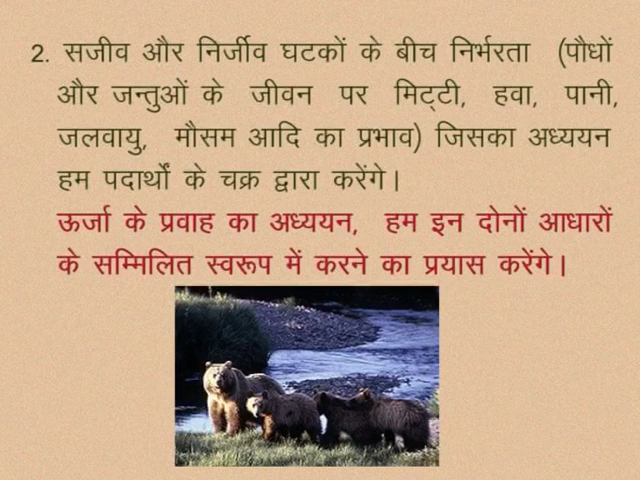 2. सजीव और निर्जीव घटकों के बीच निर्भरता (पौधों
और जन्तुओं के जीवन पर मिट्टी, हवा, पानी,
जलवायु, मौसम आदि का प्रभाव) जिसका अध्ययन
हम पदार्थों के चक्र द्वारा करेंगे।
ऊर्जा के प्रवाह का अध्ययन, हम इन दोनों आधारों
के सम्मिलित स्वरूप में करने का प्रयास करेंगे।